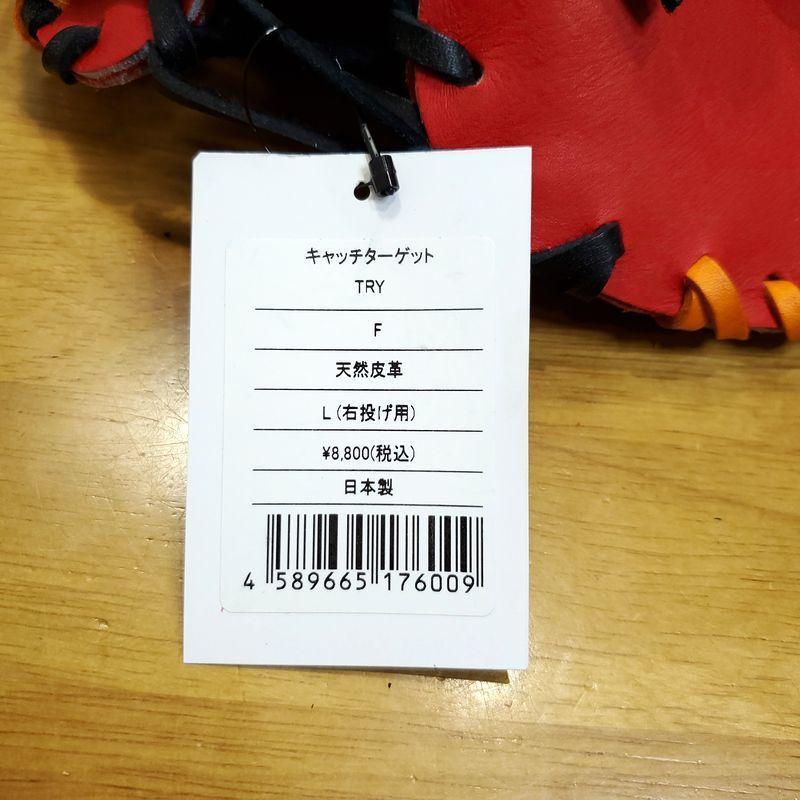 キャッチターゲット
TRY
F
天然皮革
L(右投げ用)
¥8,800(税込)
日本製
4 589665 176009